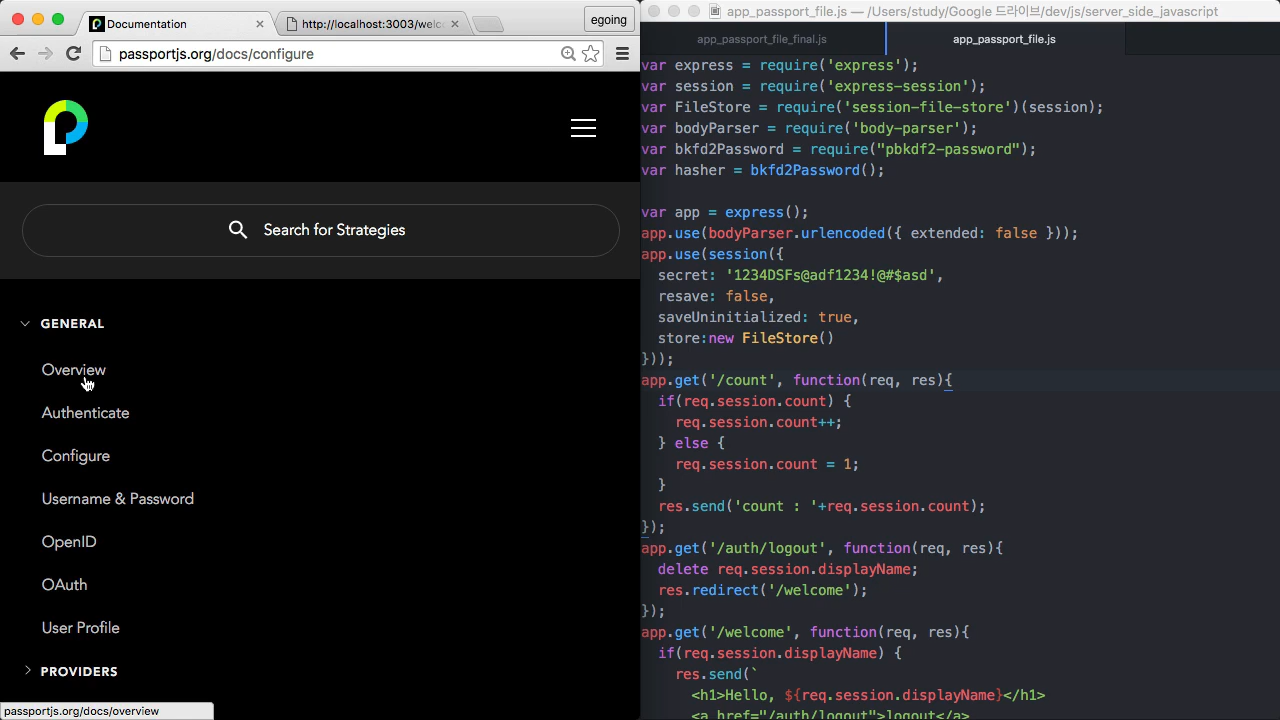 Documentation
http://localhost:3003/welc
egoing
passportjs.org/docs/configure
Search for Strategies
GENERAL
Overview
Authenticate
Configure
Username & Password
OpenID
OAuth
User Profile
PROVIDERS
passportjs.org/docs/overview
app_passport_file.js — /Users/study/Google 드라이브/dev/js/server_side_javascript
app_passport_file_final.js
app_passport_file.js
var express = require('express');
var session = require('express-session');
var FileStore = require('session-file-store')(session);
var bodyParser = require('body-parser');
var bkfd2Password = require("pbkdf2-password");
var hasher = bkfd2Password();
var app = express();
app.use(bodyParser.urlencoded({ extended: false }));
app.use(session({
  secret: '1234DSFs@adf1234!@#$asd',
  resave: false,
  saveUninitialized: true,
  store:new FileStore()
}));
app.get('/count', function(req, res){
  if(req.session.count) {
    req.session.count++;
  } else {
    req.session.count = 1;
  }
  res.send('count : '+req.session.count);
});
app.get('/auth/logout', function(req, res){
  delete req.session.displayName;
  res.redirect('/welcome');
});
app.get('/welcome', function(req, res){
  if(req.session.displayName) {
    res.send(`
      <h1>Hello, ${req.session.displayName}</h1>
      <a href="/auth/logout">logout</a>